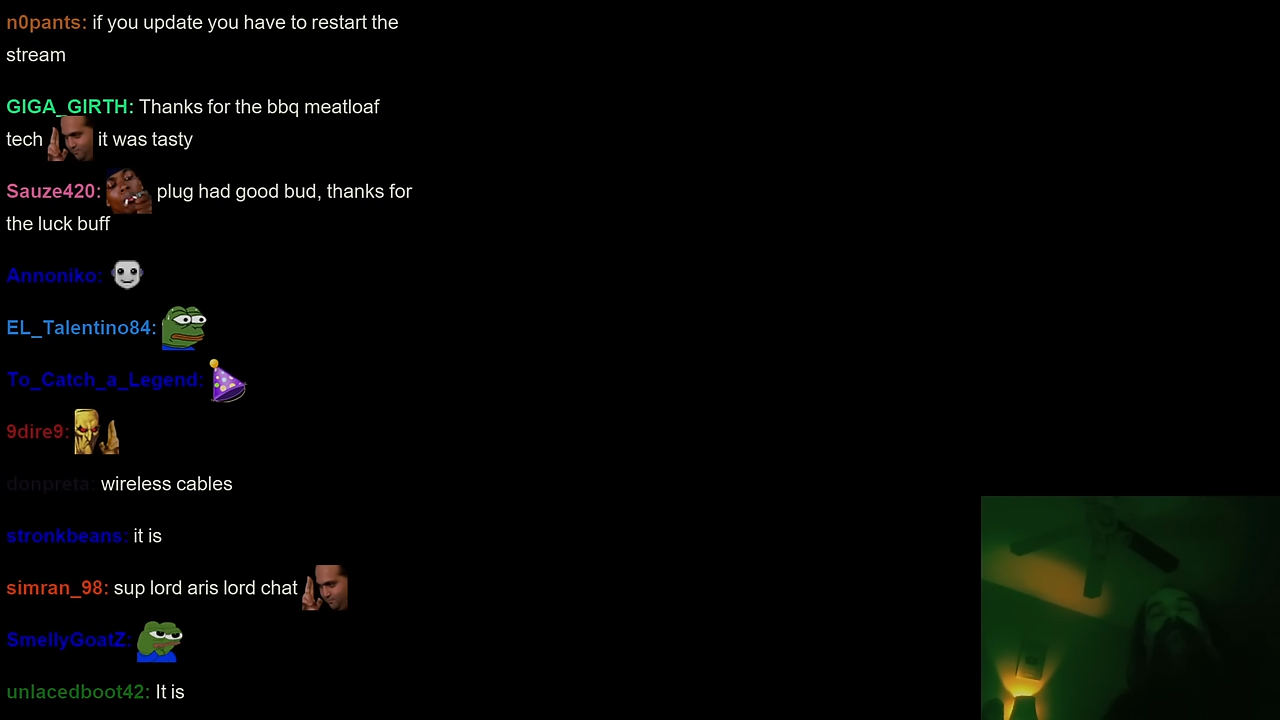 n0pants: if you update you have to restart the
stream
GIGA_GIRTH: Thanks for the bbq meatloaf
tech it was tasty
Sauze420: plug had good bud, thanks for
the luck buff
Annoniko:
EL_Talentino84:
To_Catch_a_Legend:
9dire9:
donpreta: wireless cables
stronkbeans: it is
simran_98: sup lord aris lord chat
SmellyGoatZ:
unlacedboot42: It is